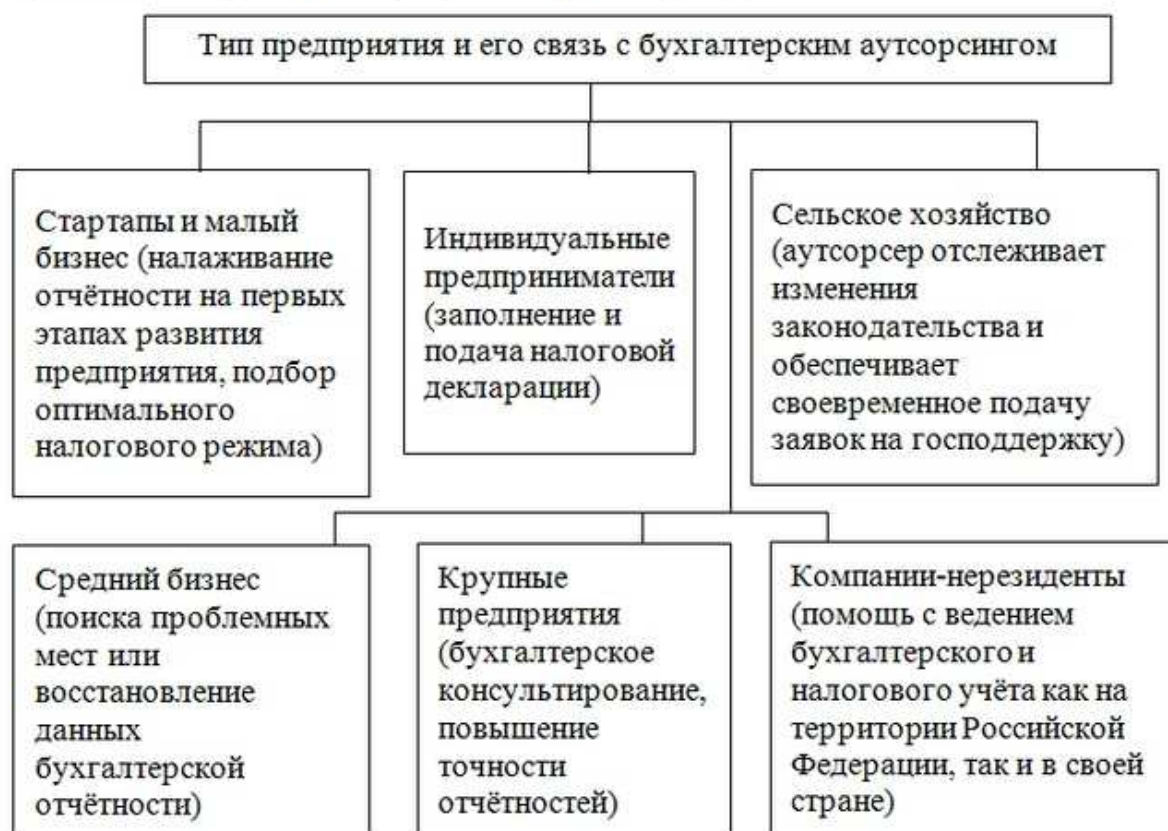 Тип предприятия и его связь с бухгалтерским аутсорсингом
Стартапы и малый
бизнес (налаживание
отчётности на первых
этапах развития
предприятия, подбор
оптимального
налогового режима)
Индивидуальные
предприниматели
(заполнение и
подача налоговой
декларации)
Сельское хозяйство
(аутсорсер отслеживает
изменения
законодательства и
обеспечивает
своевременное подачу
заявок на господдержку)
Средний бизнес
(поиска проблемных
мест или
восстановление
данных
бухгалтерской
отчётности)
Крупные
предприятия
(бухгалтерское
консультирование,
повышение
точности
отчётностей)
Компании-нерезиденты
(помощь с ведением
бухгалтерского и
налогового учёта как на
территории Российской
Федерации, так и в своей
стране)